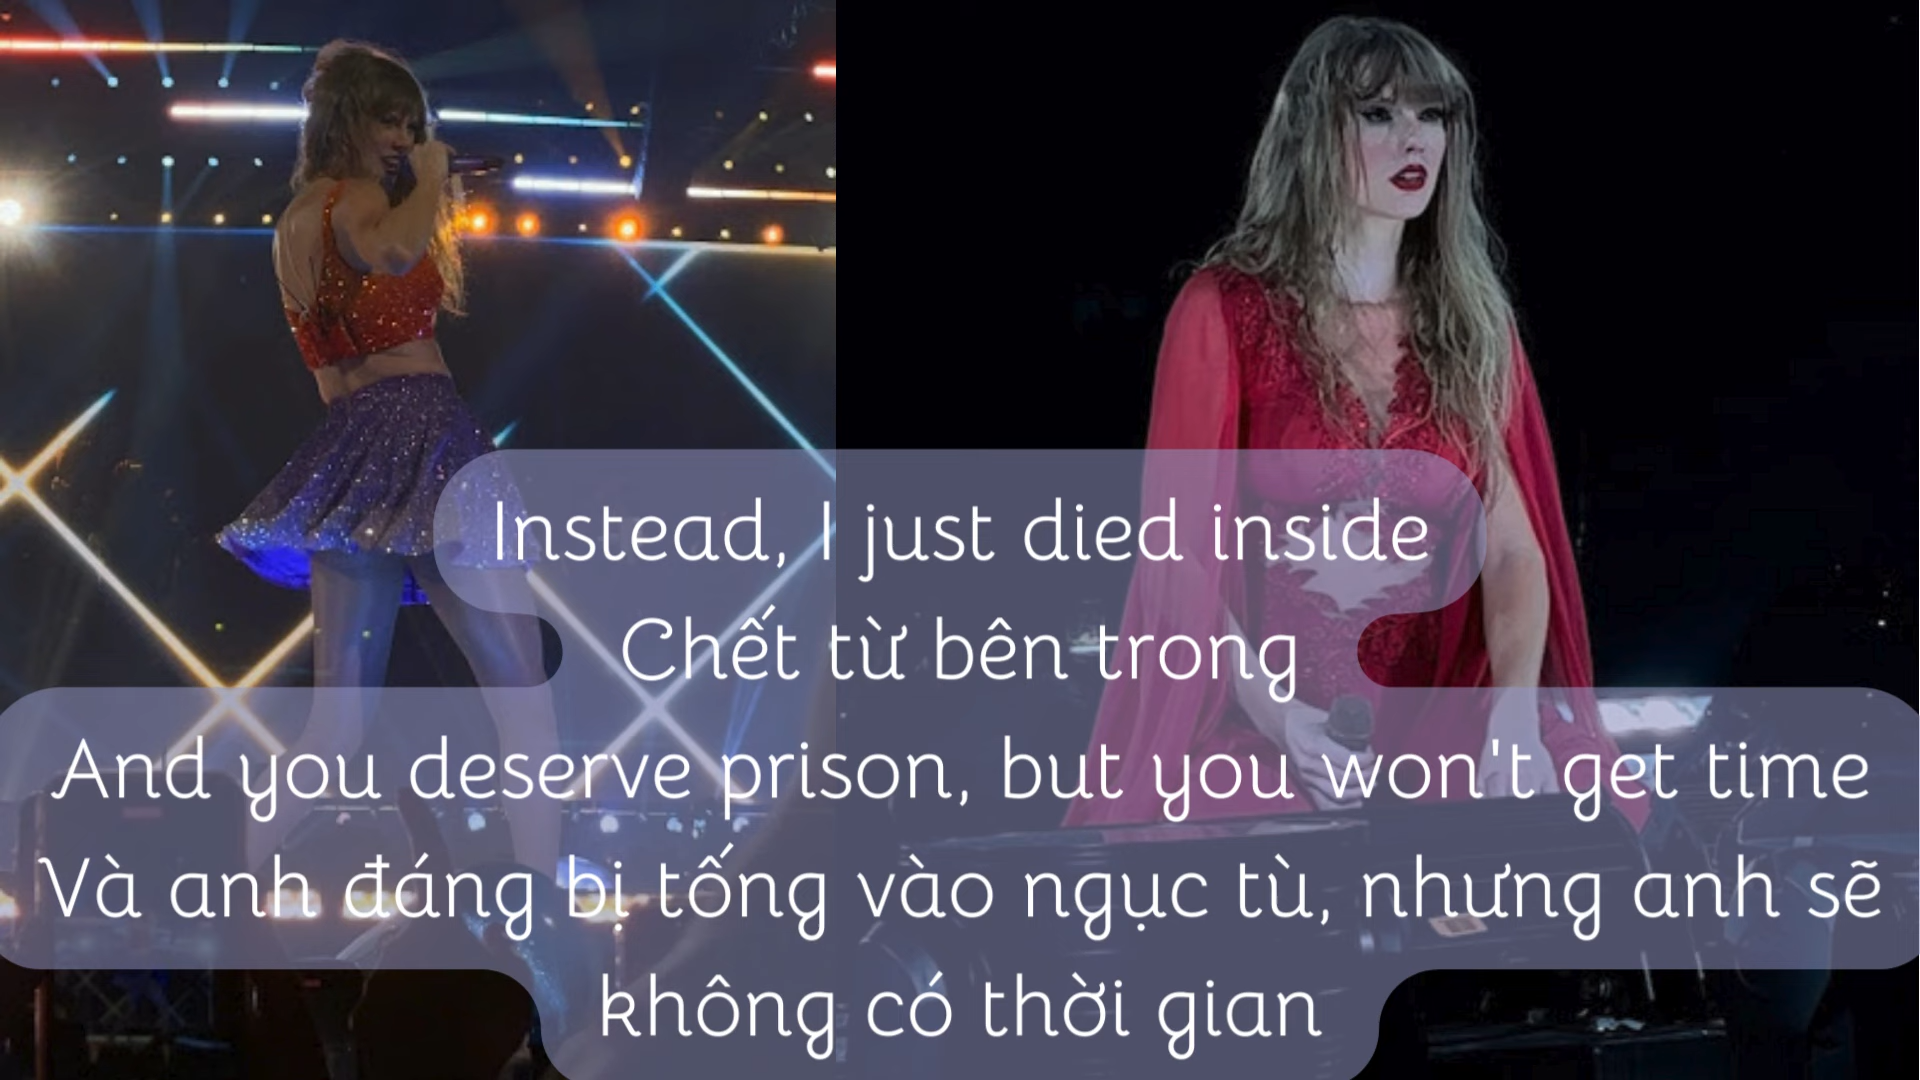 Instead, I just died inside
Chết từ bên trong
And you deserve prison, but you won't get time
Và anh đáng bị tống vào ngục tù, nhưng anh sẽ
không có thời gian